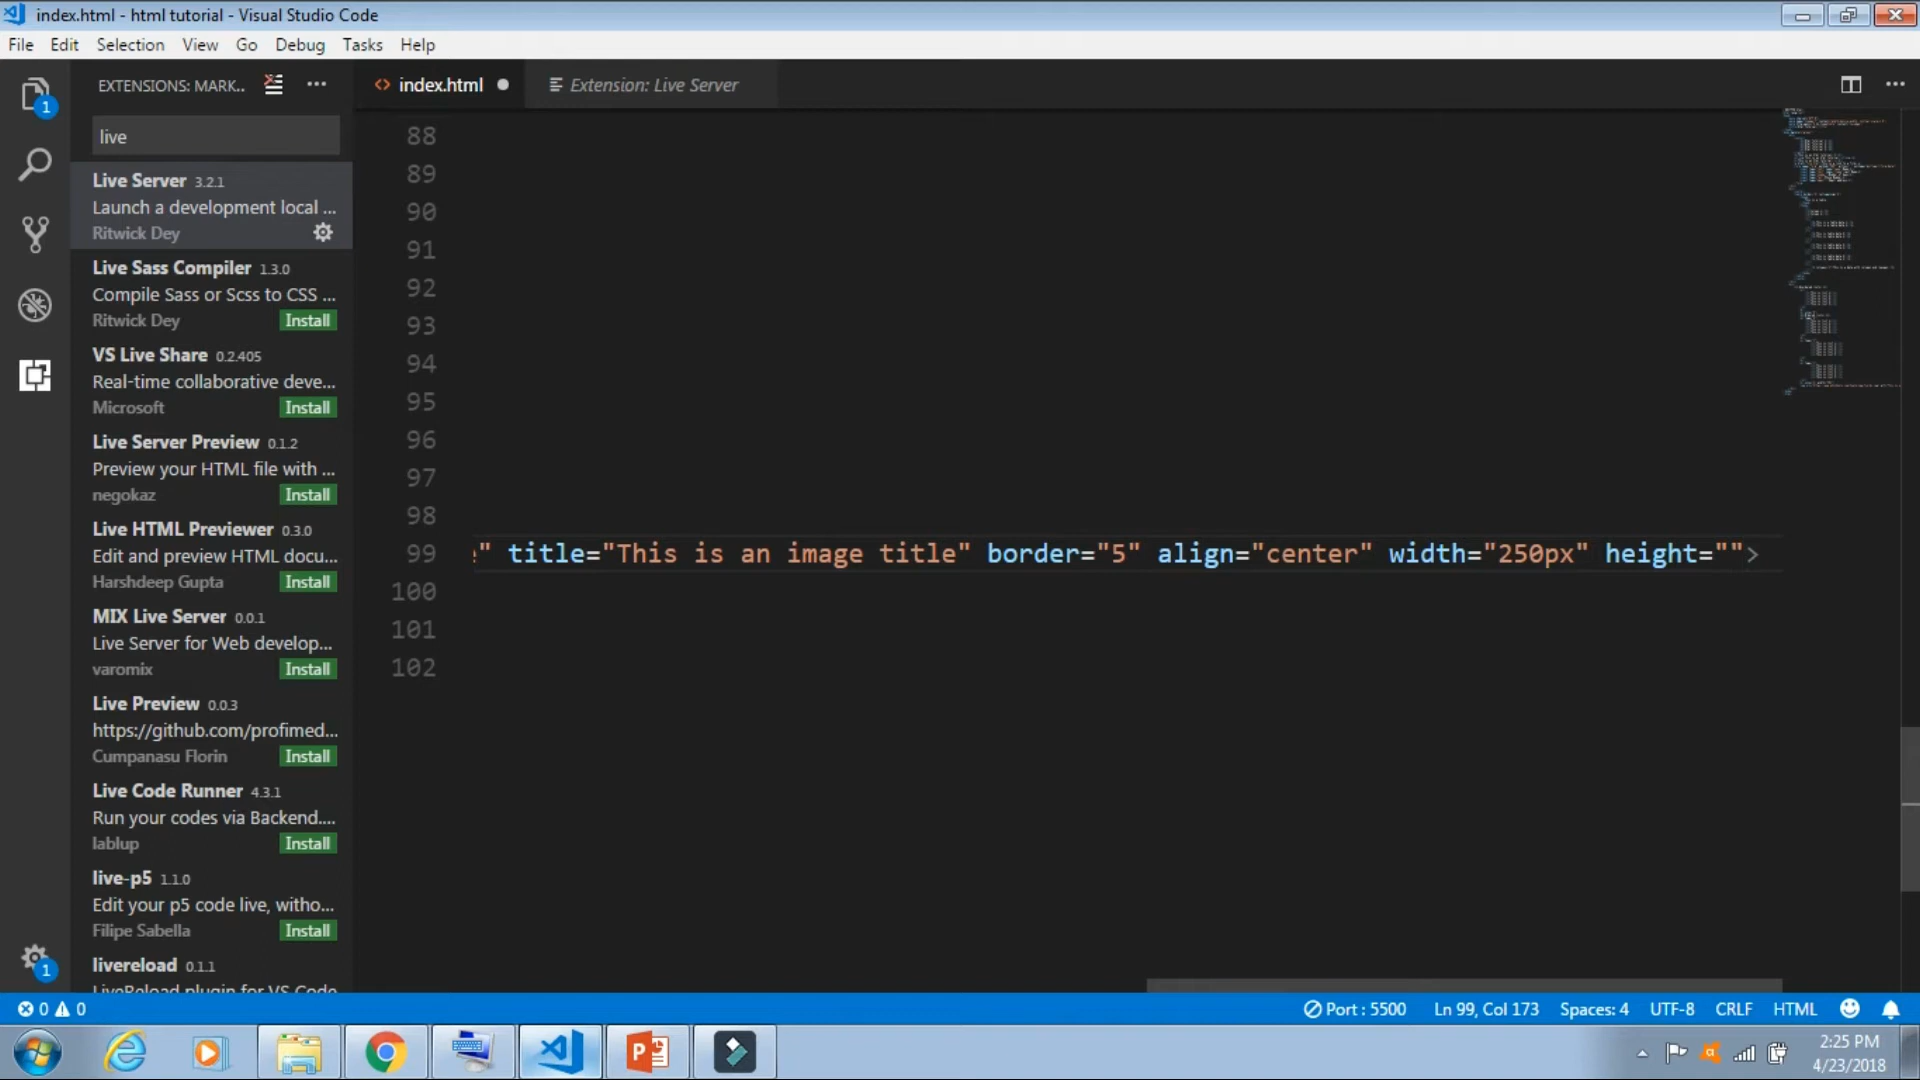 index.html - html tutorial - Visual Studio Code
File Edit Selection View Go Debug Tasks Help
EXTENSIONS: MARK...
index.html
Extension: Live Server
1
live
Live Server 3.2.1
Launch a development local ...
Ritwick Dey
Live Sass Compiler 1.3.0
Compile Sass or Scss to CSS ...
Ritwick Dey Install
VS Live Share 0.2.405
Real-time collaborative deve...
Microsoft Install
Live Server Preview 0.1.2
Preview your HTML file with ...
negokaz Install
Live HTML Previewer 0.3.0
Edit and preview HTML docu...
Harshdeep Gupta Install
MIX Live Server 0.0.1
Live Server for Web develop...
varomix Install
Live Preview 0.0.3
https://github.com/profimed...
Cumpanasu Florin Install
Live Code Runner 4.3.1
Run your codes via Backend....
lablup Install
live-p5 1.1.0
Edit your p5 code live, witho...
Filipe Sabella Install
livereload 0.1.1
LiveReload plugin for VS Code
1
88
89
90
91
92
93
94
95
96
97
98
99 " title="This is an image title" border="5" align="center" width="250px" height="">
100
101
102
0 0
Port : 5500 Ln 99, Col 173 Spaces: 4 UTF-8 CRLF HTML
2:25 PM
4/23/2018